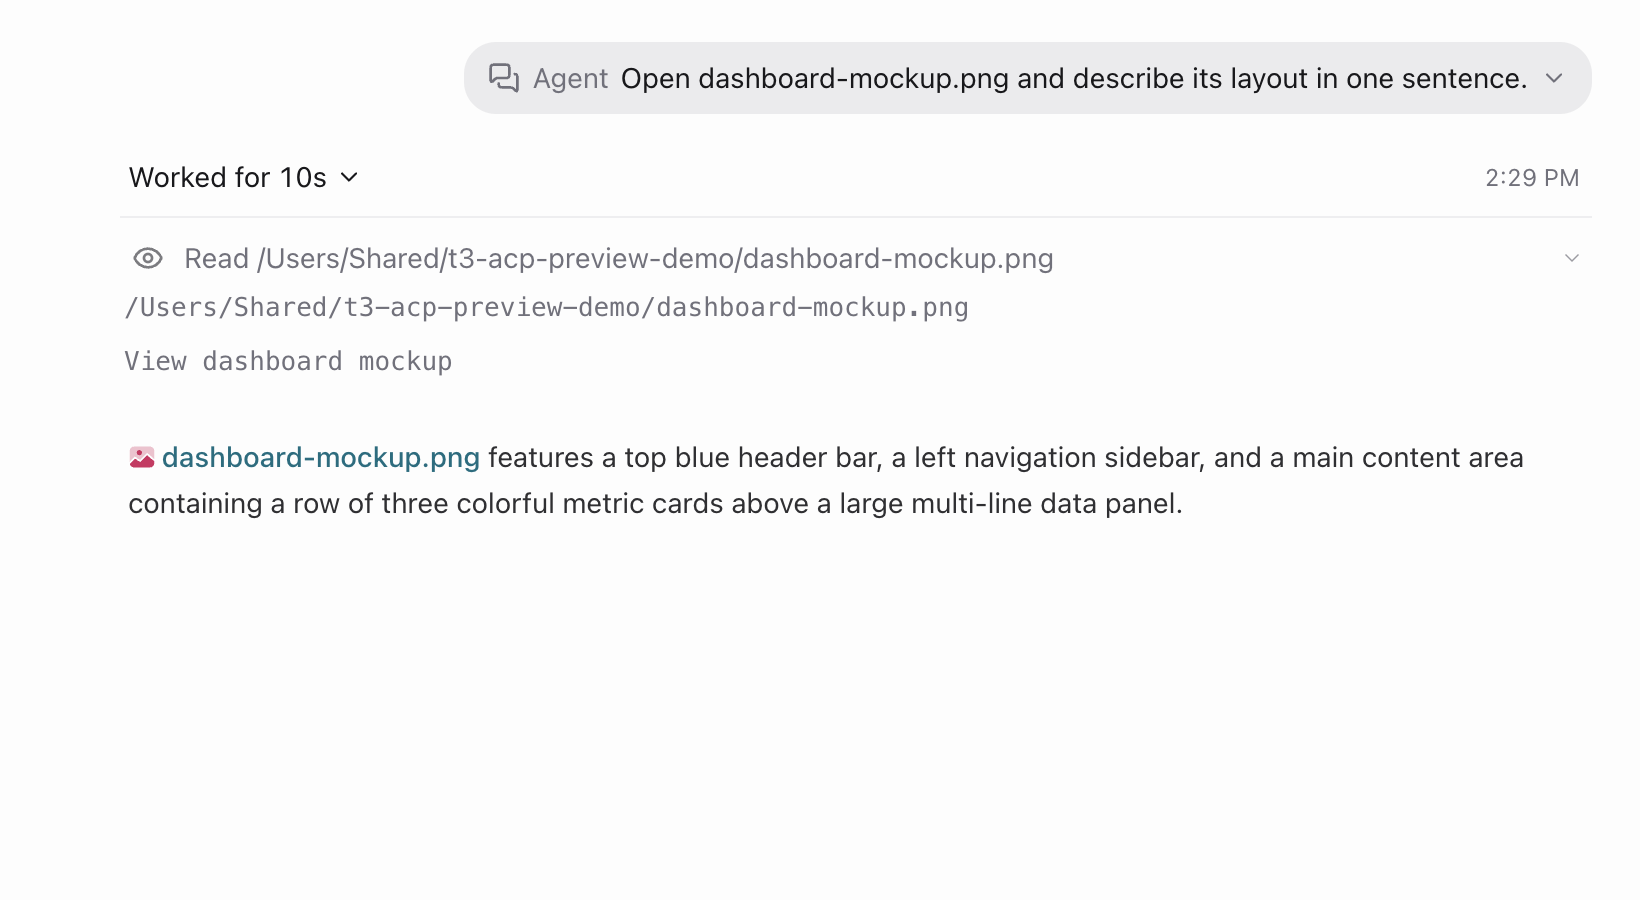 Agent Open dashboard-mockup.png and describe its layout in one sentence.
Worked for 10s
2:29 PM
Read /Users/Shared/t3-acp-preview-demo/dashboard-mockup.png
/Users/Shared/t3-acp-preview-demo/dashboard-mockup.png
View dashboard mockup
dashboard-mockup.png features a top blue header bar, a left navigation sidebar, and a main content area
containing a row of three colorful metric cards above a large multi-line data panel.